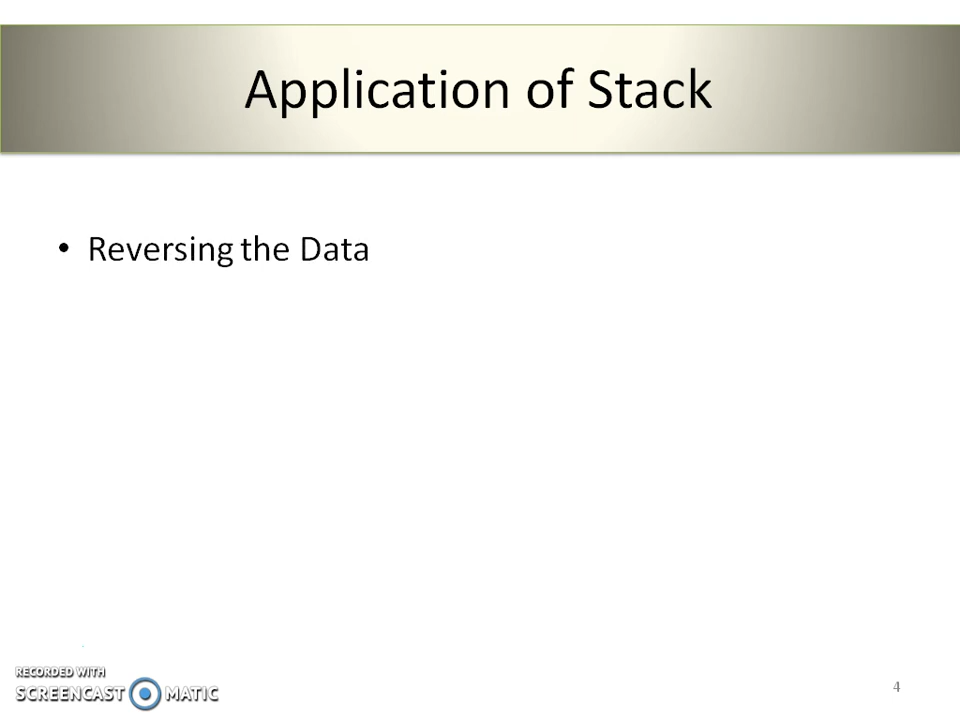 Application of Stack
• Reversing the Data
RECORDED WITH
SCREENCAST MATIC
4